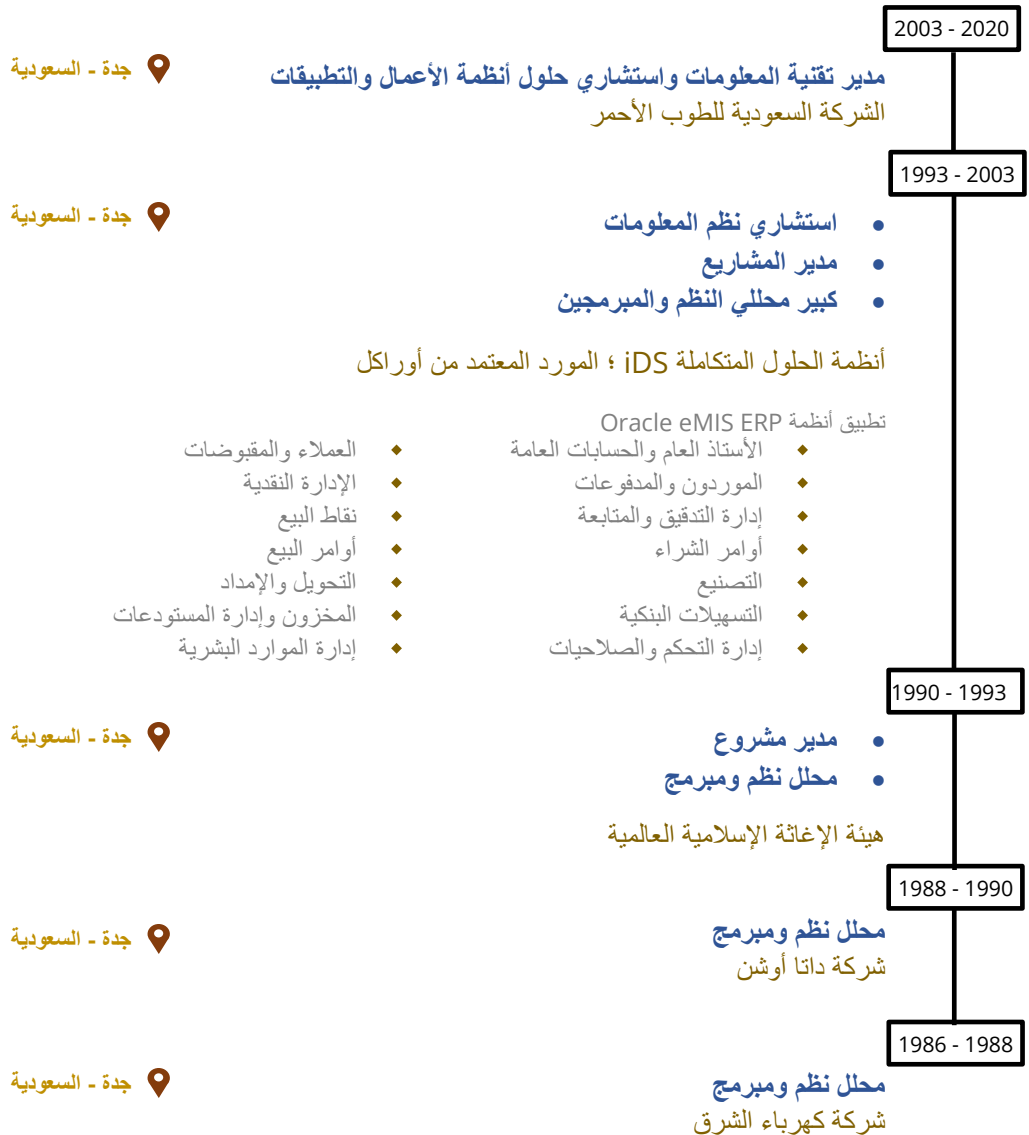 2003 - 2020
مدير تقنية المعلومات واستشاري حلول أنظمة الأعمال والتطبيقات
جدة - السعودية
الشركة السعودية للطوب الأحمر
1993 - 2003
استشاري نظم المعلومات
جدة - السعودية
مدير المشاريع
كبير محللي النظم والمبرمجين
أنظمة الحلول المتكاملة iDS ؛ المورد المعتمد من أوراكل
تطبيق أنظمة Oracle eMIS ERP
الأستاذ العام والحسابات العامة
العملاء والمقبوضات
الموردون والمدفوعات
الإدارة النقدية
إدارة التدقيق والمتابعة
نقاط البيع
أوامر الشراء
أوامر البيع
التصنيع
التحويل والإمداد
التسهيلات البنكية
المخزون وإدارة المستودعات
إدارة التحكم والصلاحيات
إدارة الموارد البشرية
1990 - 1993
مدير مشروع
جدة - السعودية
محلل نظم ومبرمج
هيئة الإغاثة الإسلامية العالمية
1988 - 1990
محلل نظم ومبرمج
جدة - السعودية
شركة داتا أوشن
1986 - 1988
محلل نظم ومبرمج
جدة - السعودية
شركة كهرباء الشرق